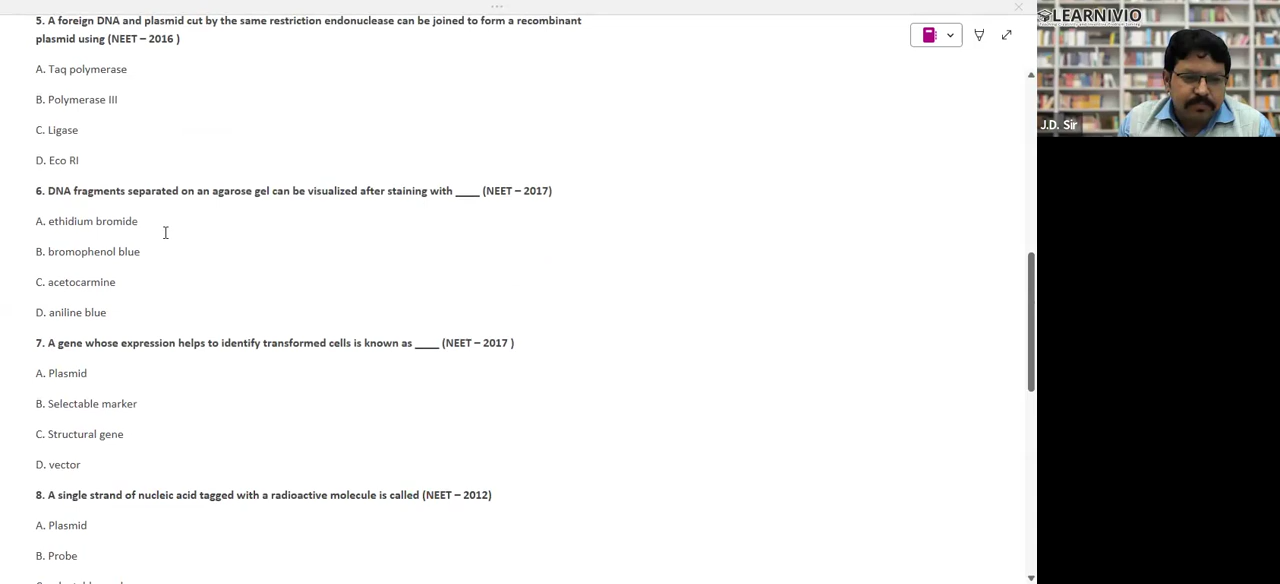 5. A foreign DNA and plasmid cut by the same restriction endonuclease can be joined to form a recombinant
plasmid using (NEET – 2016 )
A. Taq polymerase
B. Polymerase III
C. Ligase
D. Eco RI
6. DNA fragments separated on an agarose gel can be visualized after staining with ____ (NEET – 2017)
A. ethidium bromide
B. bromophenol blue
C. acetocarmine
D. aniline blue
7. A gene whose expression helps to identify transformed cells is known as ____ (NEET – 2017 )
A. Plasmid
B. Selectable marker
C. Structural gene
D. vector
8. A single strand of nucleic acid tagged with a radioactive molecule is called (NEET – 2012)
A. Plasmid
B. Probe
LEARNIVIO
J.D. Sir